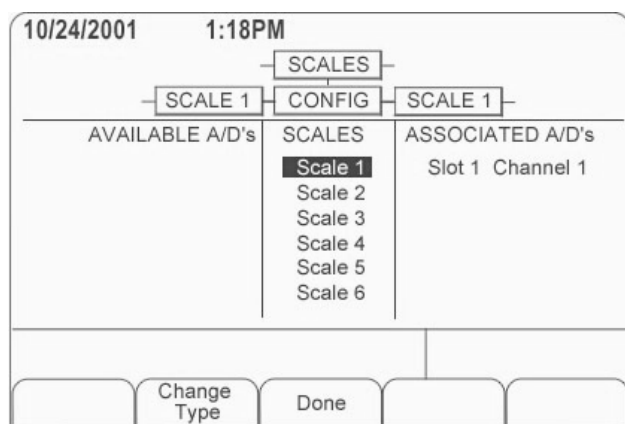 10/24/2001 1:18PM
SCALES
SCALE 1 CONFIG SCALE 1
AVAILABLE A/D's SCALES ASSOCIATED A/D's
Scale 1 Slot 1 Channel 1
Scale 2
Scale 3
Scale 4
Scale 5
Scale 6
Change
Type
Done